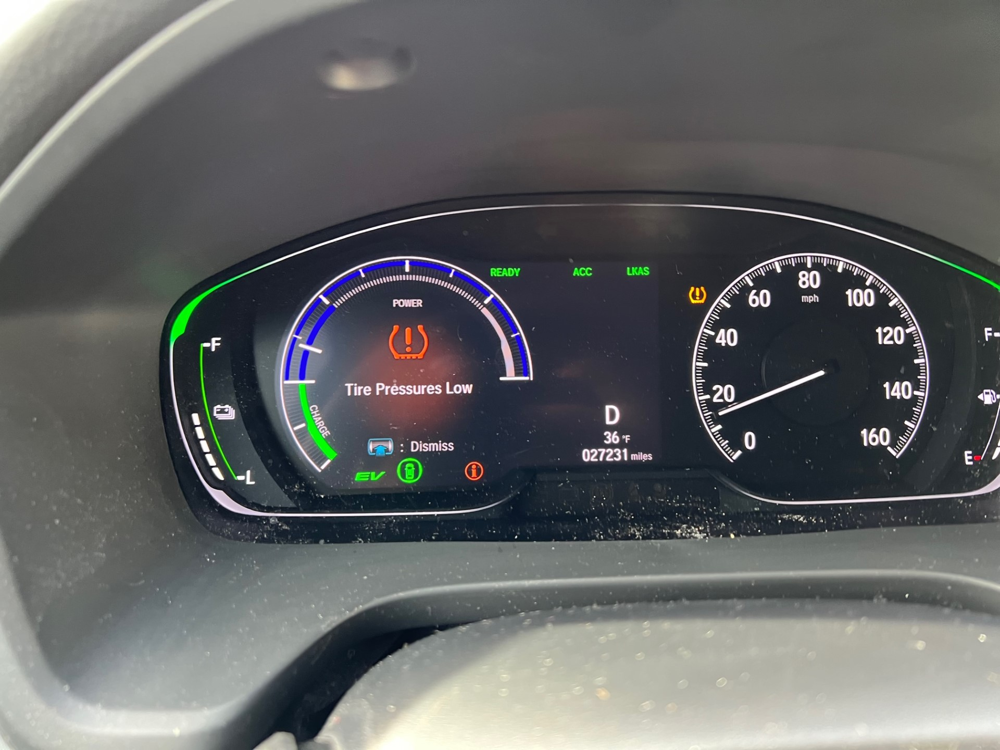 READY
ACC
LKAS
POWER
Tire Pressures Low
CHARGE
: Dismiss
EV
F
L
D
36 °F
027231 miles
0
20
40
60
80
100
120
140
160
mph
F
E